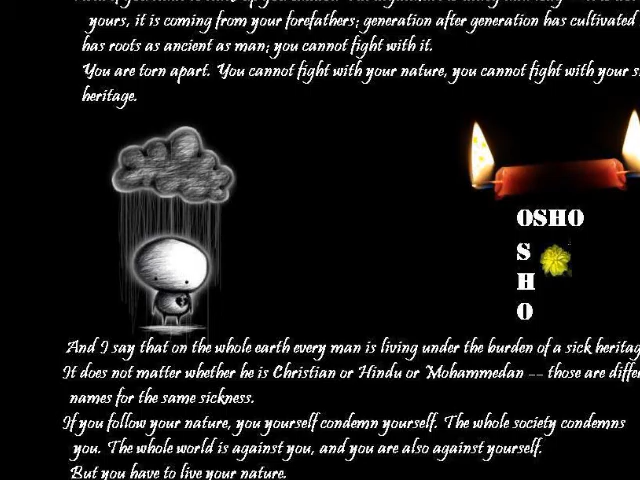 yours, it is coming from your forefathers; generation after generation has cultivated
has roots as ancient as man; you cannot fight with it.
You are torn apart. You cannot fight with your nature, you cannot fight with your
heritage.
OSHO
S
H
O
And I say that on the whole earth every man is living under the burden of a sick heritag
It does not matter whether he is Christian or Hindu or Mohammedan -- those are differe
names for the same sickness.
If you follow your nature, you yourself condemn yourself. The whole society condemns
you. The whole world is against you, and you are also against yourself.
But you have to live your nature.